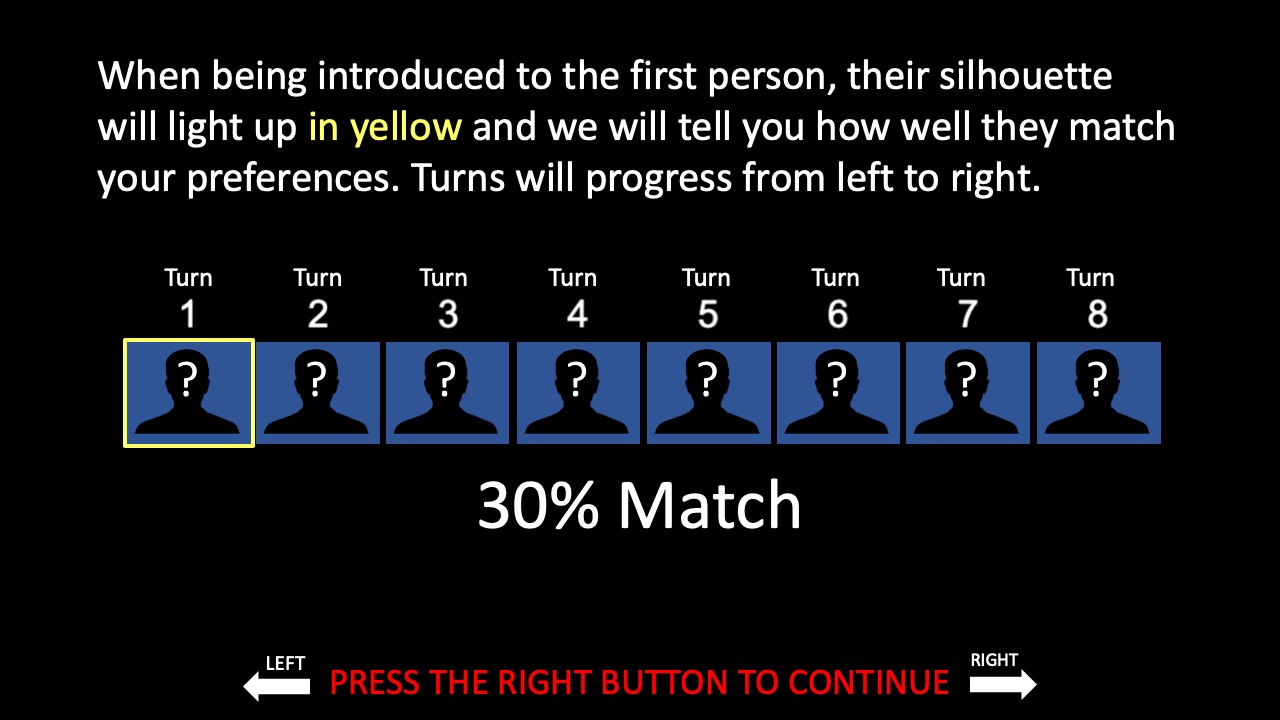 When being introduced to the first person, their silhouette
will light up in yellow and we will tell you how well they match
your preferences. Turns will progress from left to right.
Turn Turn Turn Turn Turn Turn Turn Turn
1 2 3 4 5 6 7 8
? ? ? ? ? ? ? ?
30% Match
LEFT PRESS THE RIGHT BUTTON TO CONTINUE RIGHT